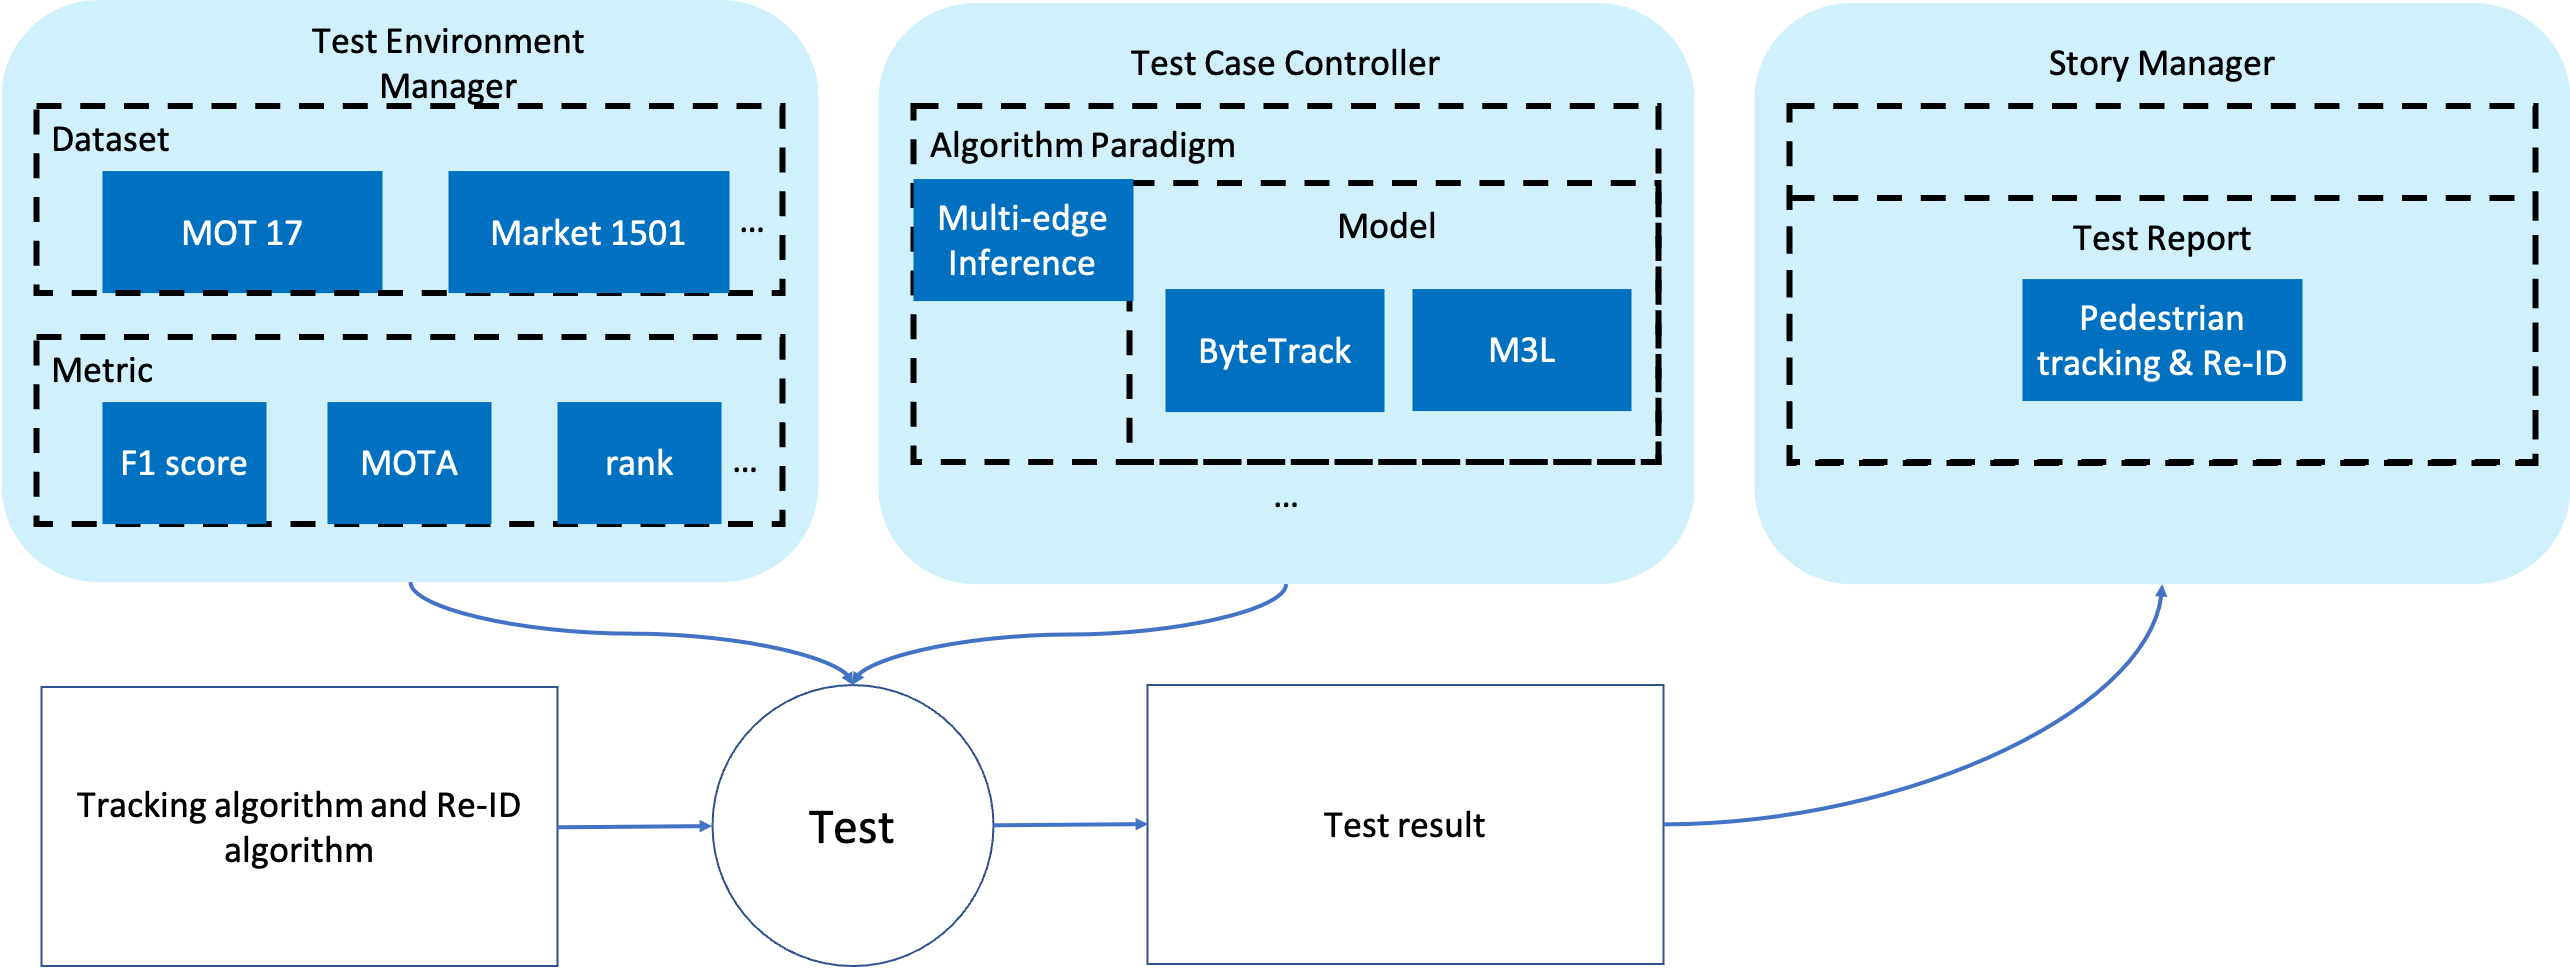 Test Environment
Manager
Dataset
MOT 17
Market 1501
...
Metric
F1 score
MOTA
rank
...
Test Case Controller
Algorithm Paradigm
Multi-edge
Inference
Model
ByteTrack
M3L
...
Story Manager
Test Report
Pedestrian
tracking & Re-ID
Tracking algorithm and Re-ID
algorithm
Test
Test result